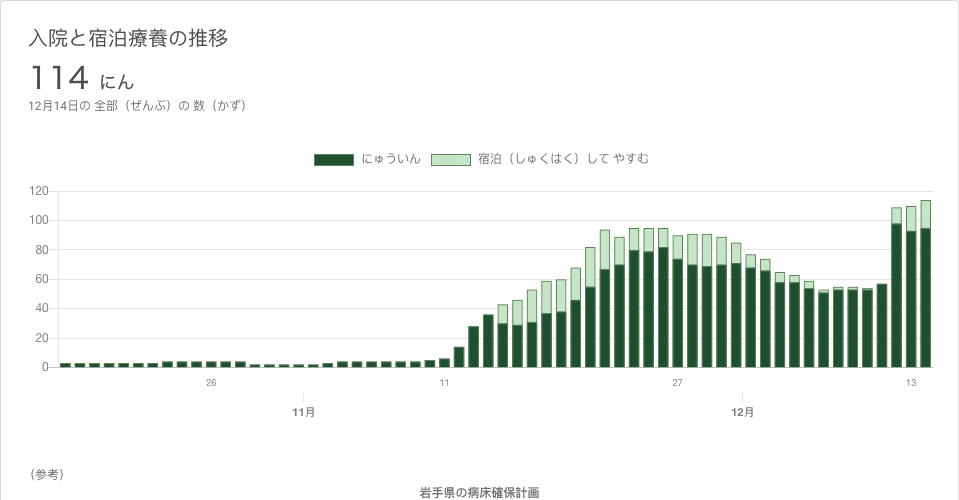 入院と宿泊療養の推移
114 にん
12月14日の 全部（ぜんぶ）の 数（かず）
にゅういん 宿泊（しゅくはく）して やすむ
120
100
80
60
40
20
0
26 11 27 13
11月 12月
（参考）
岩手県の病床確保計画